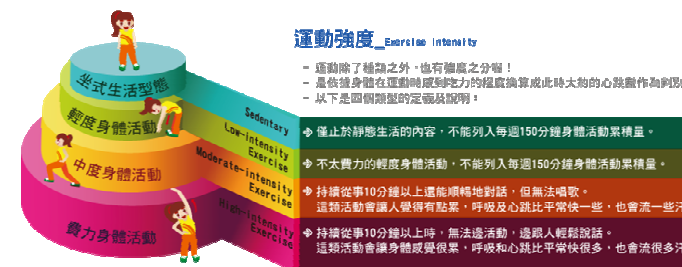 運動強度_Exercise Intensity
- 運動除了種類之外，也有強度之分喔！
- 是依據身體在運動時感到吃力的程度換算成此時大約的心跳數作為判別
- 以下是四個類型的定義及說明：
坐式生活型態
Sedentary
僅止於靜態生活的內容，不能列入每週150分鐘身體活動累積量。
輕度身體活動
Low-intensity
Exercise
不太費力的輕度身體活動，不能列入每週150分鐘身體活動累積量。
中度身體活動
Moderate-intensity
Exercise
持續從事10分鐘以上還能順暢地對話，但無法唱歌。
這類活動會讓人覺得有點累，呼吸及心跳比平常快一些，也會流一些汗
費力身體活動
High-intensity
Exercise
持續從事10分鐘以上時，無法邊活動，邊跟人輕鬆說話。
這類活動會讓身體感覺很累，呼吸和心跳比平常快很多，也會流很多汗